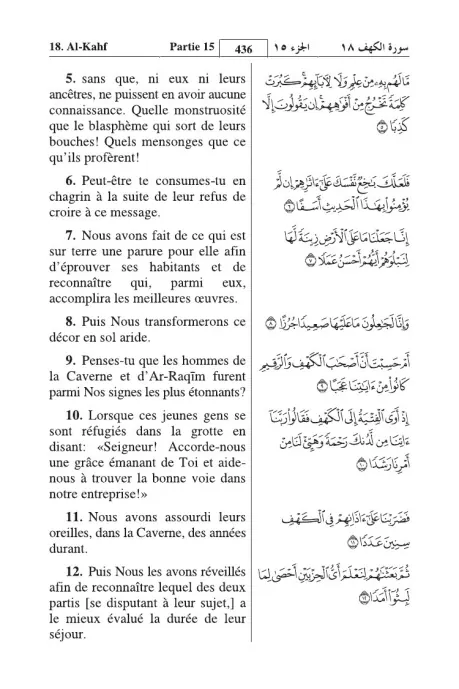 18. Al-Kahf Partie 15 436 الجزء ١٥ سورة الكهف ١٨
5. sans que, ni eux ni leurs
ancêtres, ne puissent en avoir aucune
connaissance. Quelle monstruosité
que le blasphème qui sort de leurs
bouches! Quels mensonges que ce
qu'ils profèrent!
مَّا لَهُم بِهِۦ مِنْ عِلْمٍ وَلَا لِـَٔابَآئِهِمْ ۚ كَبُرَتْ
كَلِمَةً تَخْرُجُ مِنْ أَفْوَٰهِهِمْ ۚ إِن يَقُولُونَ إِلَّا
كَذِبًا ۝٥
6. Peut-être te consumes-tu en
chagrin à la suite de leur refus de
croire à ce message.
فَلَعَلَّكَ بَٰخِعٌ نَّفْسَكَ عَلَىٰٓ ءَاثَٰرِهِمْ إِن لَّمْ
يُؤْمِنُوا۟ بِهَٰذَا ٱلْحَدِيثِ أَسَفًا ۝٦
7. Nous avons fait de ce qui est
sur terre une parure pour elle afin
d'éprouver ses habitants et de
reconnaître qui, parmi eux,
accomplira les meilleures œuvres.
إِنَّا جَعَلْنَا مَا عَلَى ٱلْأَرْضِ زِينَةً لَّهَا
لِنَبْلُوَهُمْ أَيُّهُمْ أَحْسَنُ عَمَلًا ۝٧
8. Puis Nous transformerons ce
décor en sol aride.
وَإِنَّا لَجَٰعِلُونَ مَا عَلَيْهَا صَعِيدًا جُرُزًا ۝٨
9. Penses-tu que les hommes de
la Caverne et d'Ar-Raqīm furent
parmi Nos signes les plus étonnants?
أَمْ حَسِبْتَ أَنَّ أَصْحَٰبَ ٱلْكَهْفِ وَٱلرَّقِيمِ
كَانُوا۟ مِنْ ءَايَٰتِنَا عَجَبًا ۝٩
10. Lorsque ces jeunes gens se
sont réfugiés dans la grotte en
disant: «Seigneur! Accorde-nous
une grâce émanant de Toi et aide-
nous à trouver la bonne voie dans
notre entreprise!»
إِذْ أَوَى ٱلْفِتْيَةُ إِلَى ٱلْكَهْفِ فَقَالُوا۟ رَبَّنَآ
ءَاتِنَا مِن لَّدُنكَ رَحْمَةً وَهَيِّئْ لَنَا مِنْ
أَمْرِنَا رَشَدًا ۝١٠
11. Nous avons assourdi leurs
oreilles, dans la Caverne, des années
durant.
فَضَرَبْنَا عَلَىٰٓ ءَاذَانِهِمْ فِى ٱلْكَهْفِ
سِنِينَ عَدَدًا ۝١١
12. Puis Nous les avons réveillés
afin de reconnaître lequel des deux
partis [se disputant à leur sujet,] a
le mieux évalué la durée de leur
séjour.
ثُمَّ بَعَثْنَٰهُمْ لِنَعْلَمَ أَىُّ ٱلْحِزْبَيْنِ أَحْصَىٰ لِمَا
لَبِثُوٓا۟ أَمَدًا ۝١٢